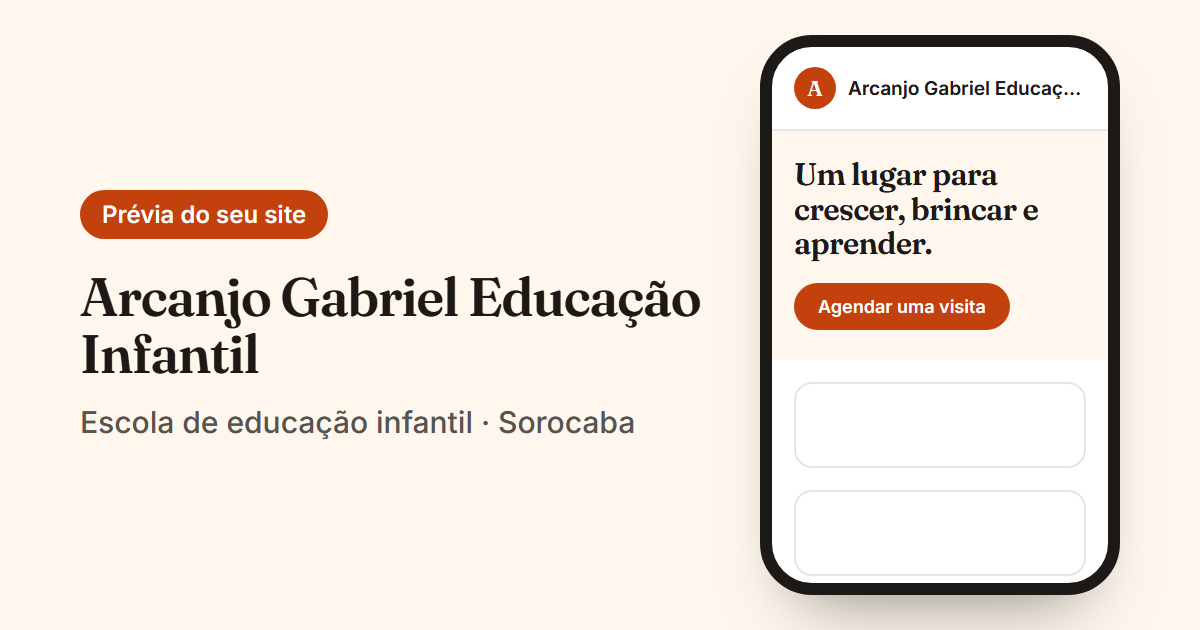 Prévia do seu site
Arcanjo Gabriel Educação
Infantil
Escola de educação infantil · Sorocaba
A
Arcanjo Gabriel Educaç...
Um lugar para
crescer, brincar e
aprender.
Agendar uma visita